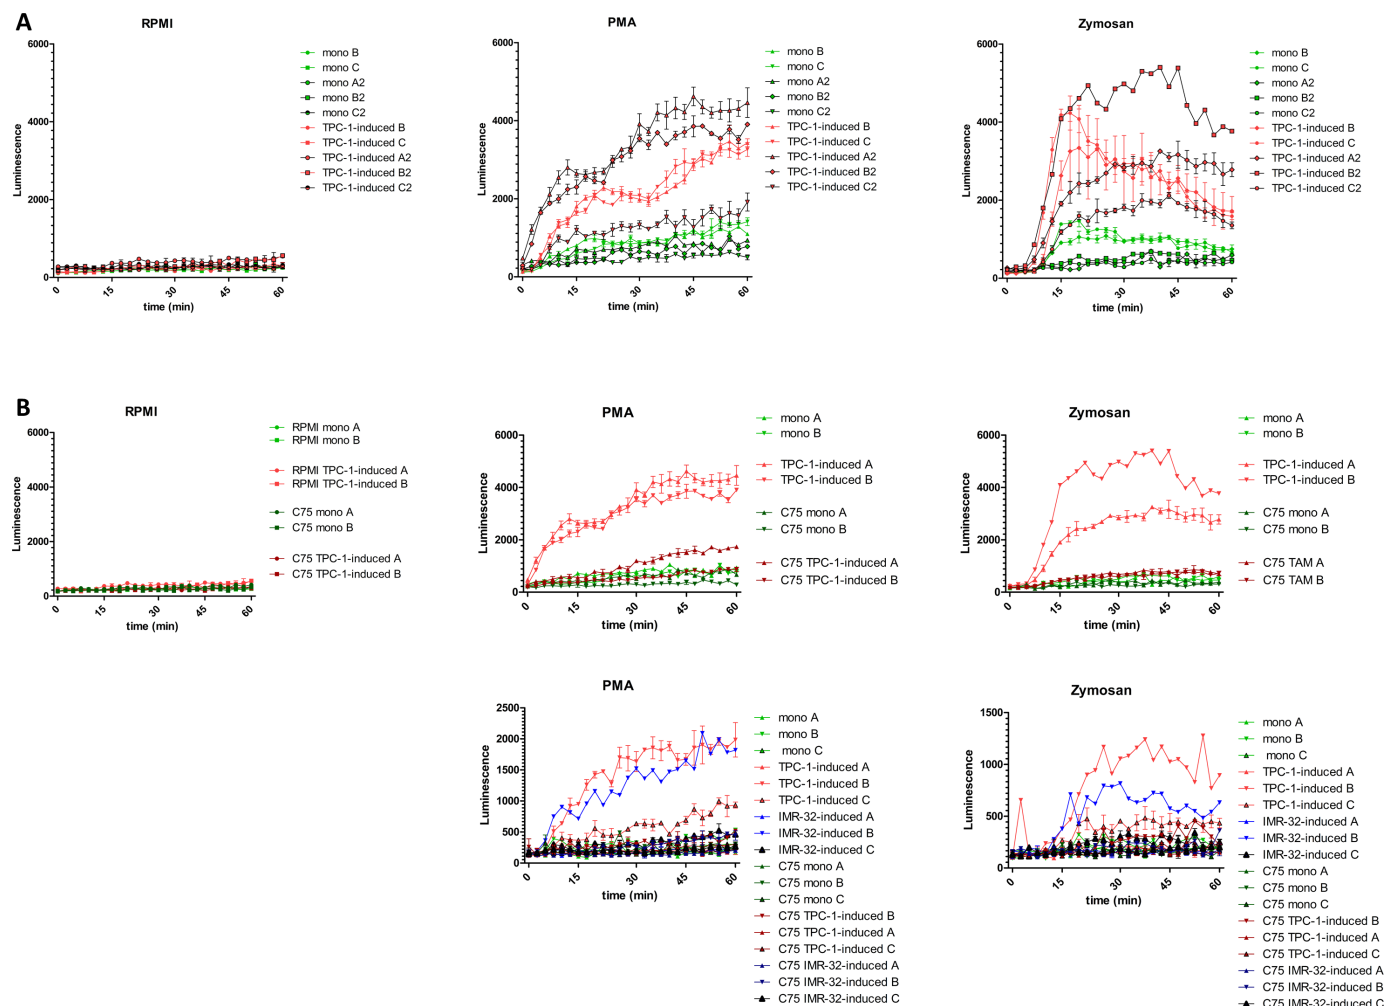 A
RPMI
Luminescence
6000
4000
2000
0
0
15
30
45
60
time (min)
mono B
mono C
mono A2
mono B2
mono C2
TPC-1-induced B
TPC-1-induced C
TPC-1-induced A2
TPC-1-induced B2
TPC-1-induced C2
PMA
Luminescence
6000
4000
2000
0
0
15
30
45
60
time (min)
mono B
mono C
mono A2
mono B2
mono C2
TPC-1-induced B
TPC-1-induced C
TPC-1-induced A2
TPC-1-induced B2
TPC-1-induced C2
Zymosan
Luminescence
6000
4000
2000
0
0
15
30
45
60
time (min)
mono B
mono C
mono A2
mono B2
mono C2
TPC-1-induced B
TPC-1-induced C
TPC-1-induced A2
TPC-1-induced B2
TPC-1-induced C2
B
RPMI
Luminescence
6000
4000
2000
0
0
15
30
45
60
time (min)
RPMI mono A
RPMI mono B
RPMI TPC-1-induced A
RPMI TPC-1-induced B
C75 mono A
C75 mono B
C75 TPC-1-induced A
C75 TPC-1-induced B
PMA
Luminescence
6000
4000
2000
0
0
15
30
45
60
time (min)
mono A
mono B
TPC-1-induced A
TPC-1-induced B
C75 mono A
C75 mono B
C75 TPC-1-induced A
C75 TPC-1-induced B
Zymosan
Luminescence
6000
4000
2000
0
0
15
30
45
60
time (min)
mono A
mono B
TPC-1-induced A
TPC-1-induced B
C75 mono A
C75 mono B
C75 TAM A
C75 TAM B
PMA
Luminescence
2500
2000
1500
1000
500
0
0
15
30
45
60
time (min)
mono A
mono B
mono C
TPC-1-induced A
TPC-1-induced B
TPC-1-induced C
IMR-32-induced A
IMR-32-induced B
IMR-32-induced C
C75 mono A
C75 mono B
C75 mono C
C75 TPC-1-induced B
C75 TPC-1-induced A
C75 TPC-1-induced C
C75 IMR-32-induced A
C75 IMR-32-induced B
C75 IMR-32-induced C
Zymosan
Luminescence
1500
1000
500
0
0
15
30
45
60
time (min)
mono A
mono B
mono C
TPC-1-induced A
TPC-1-induced B
TPC-1-induced C
IMR-32-induced A
IMR-32-induced B
IMR-32-induced C
C75 mono A
C75 mono B
C75 mono C
C75 TPC-1-induced B
C75 TPC-1-induced A
C75 TPC-1-induced C
C75 IMR-32-induced A
C75 IMR-32-induced B
C75 IMR-32-induced C